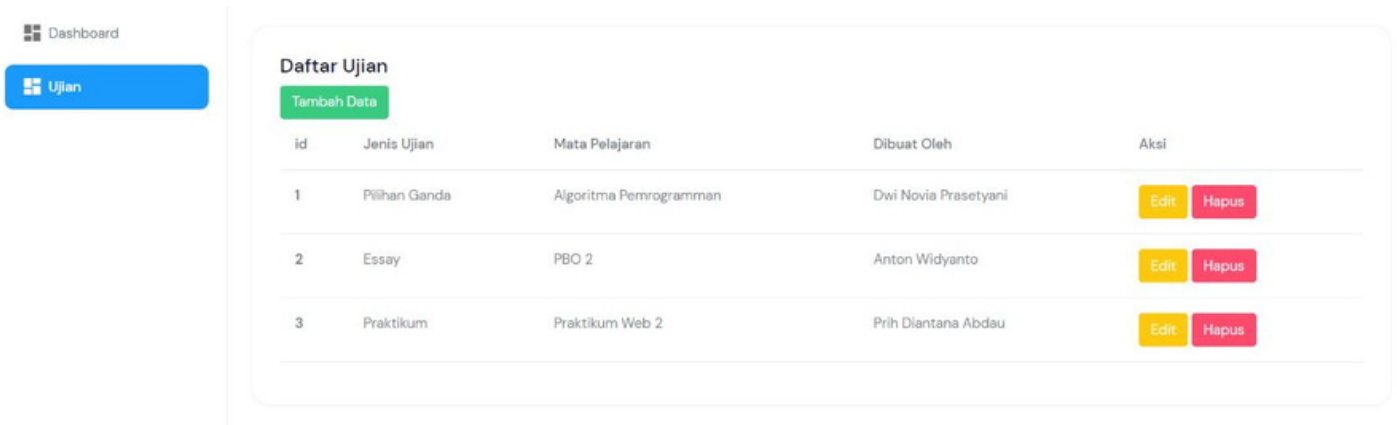 Dashboard
Ujian
Daftar Ujian
Tambah Data
id Jenis Ujian Mata Pelajaran Dibuat Oleh Aksi
1 Pilihan Ganda Algoritma Pemrogramman Dwi Novia Prasetyani Edit Hapus
2 Essay PBO 2 Anton Widyanto Edit Hapus
3 Praktikum Praktikum Web 2 Prih Diantana Abdau Edit Hapus